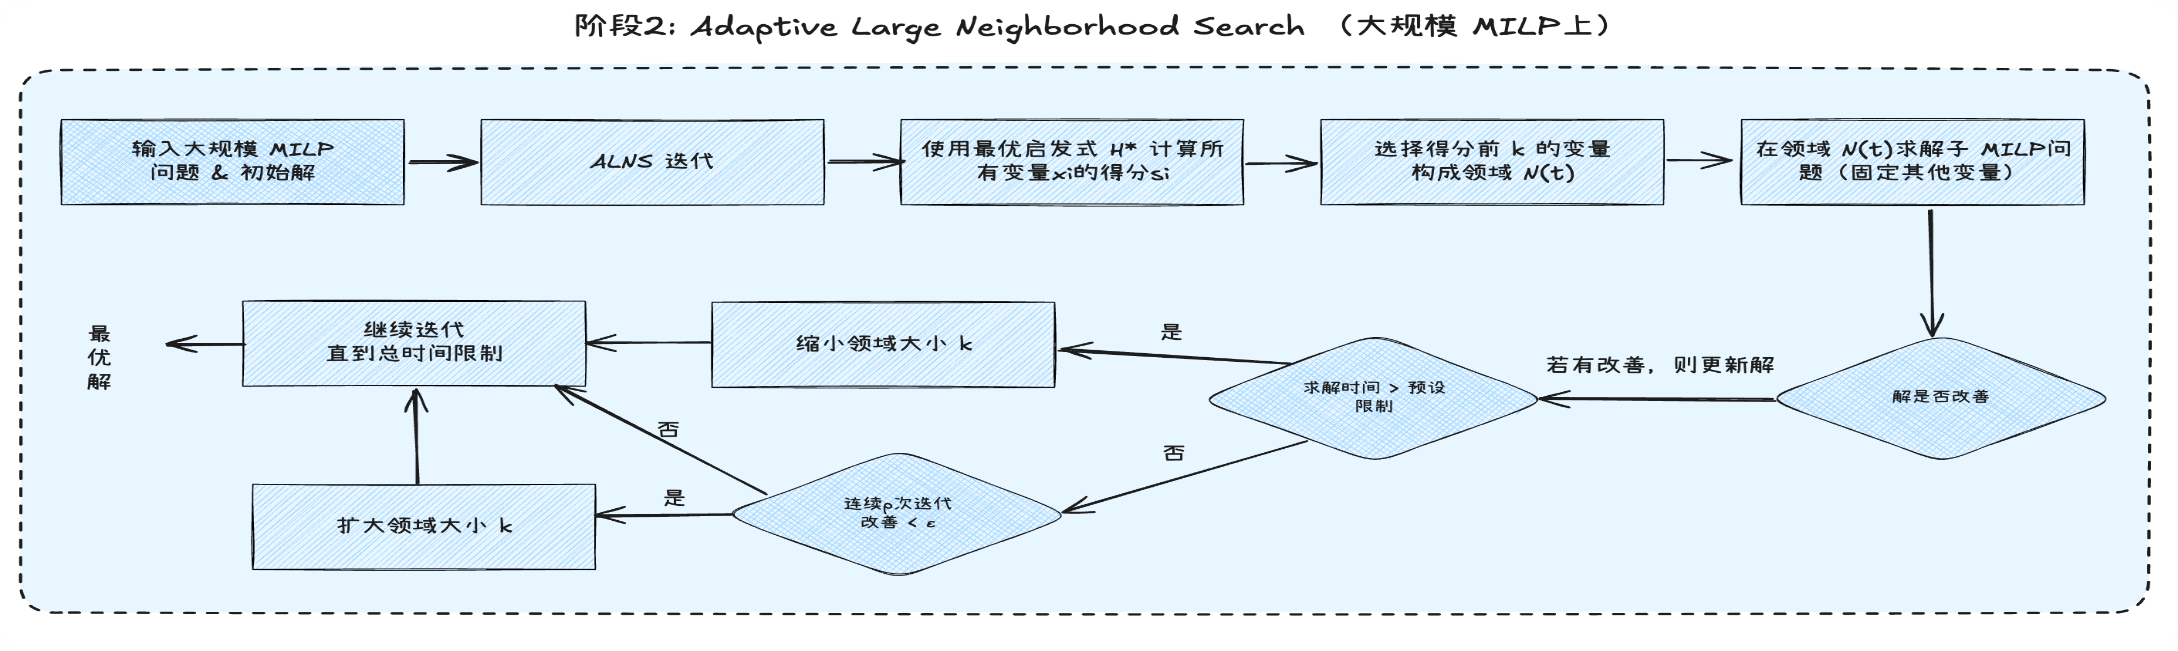 阶段2: Adaptive Large Neighborhood Search （大规模 MILP上）
输入大规模 MILP
问题 & 初始解
ALNS 迭代
使用最优启发式 H* 计算所
有变量xi的得分si
选择得分前 k 的变量
构成领域 N(t)
在领域 N(t)求解子 MILP问
题（固定其他变量）
解是否改善
若有改善，则更新解
求解时间 > 预设
限制
是
缩小领域大小 k
否
连续p次迭代
改善 < ε
是
扩大领域大小 k
否
继续迭代
直到总时间限制
最
优
解